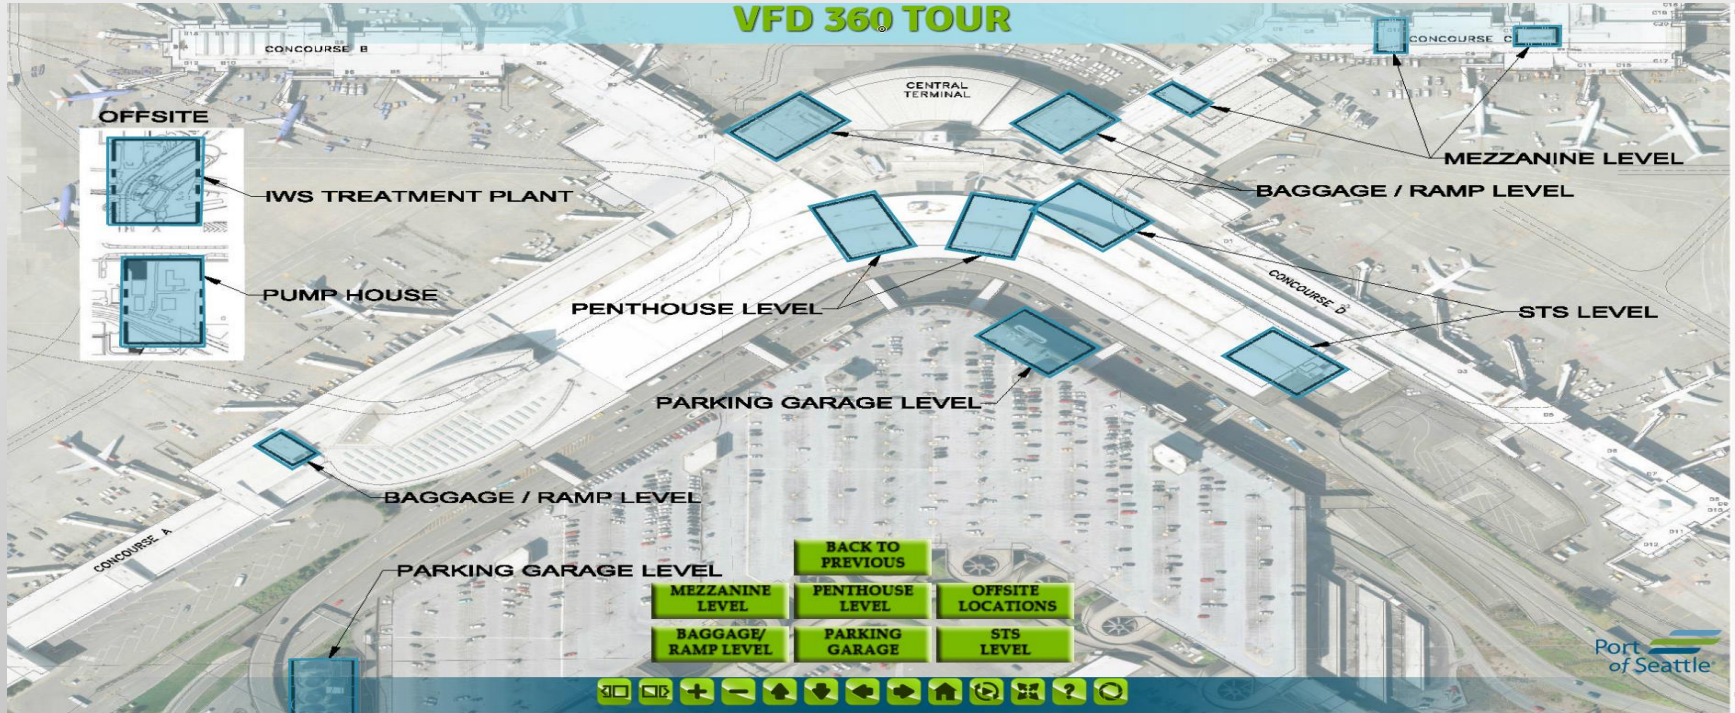 VFD 360 TOUR
CONCOURSE B
CENTRAL
TERMINAL
CONCOURSE C
OFFSITE
MEZZANINE LEVEL
IWS TREATMENT PLANT
BAGGAGE / RAMP LEVEL
PUMP HOUSE
PENTHOUSE LEVEL
CONCOURSE D
STS LEVEL
PARKING GARAGE LEVEL
BAGGAGE / RAMP LEVEL
CONCOURSE A
PARKING GARAGE LEVEL
BACK TO
PREVIOUS
MEZZANINE
LEVEL
PENTHOUSE
LEVEL
OFFSITE
LOCATIONS
BAGGAGE/
RAMP LEVEL
PARKING
GARAGE
STS
LEVEL
Port
of Seattle
?